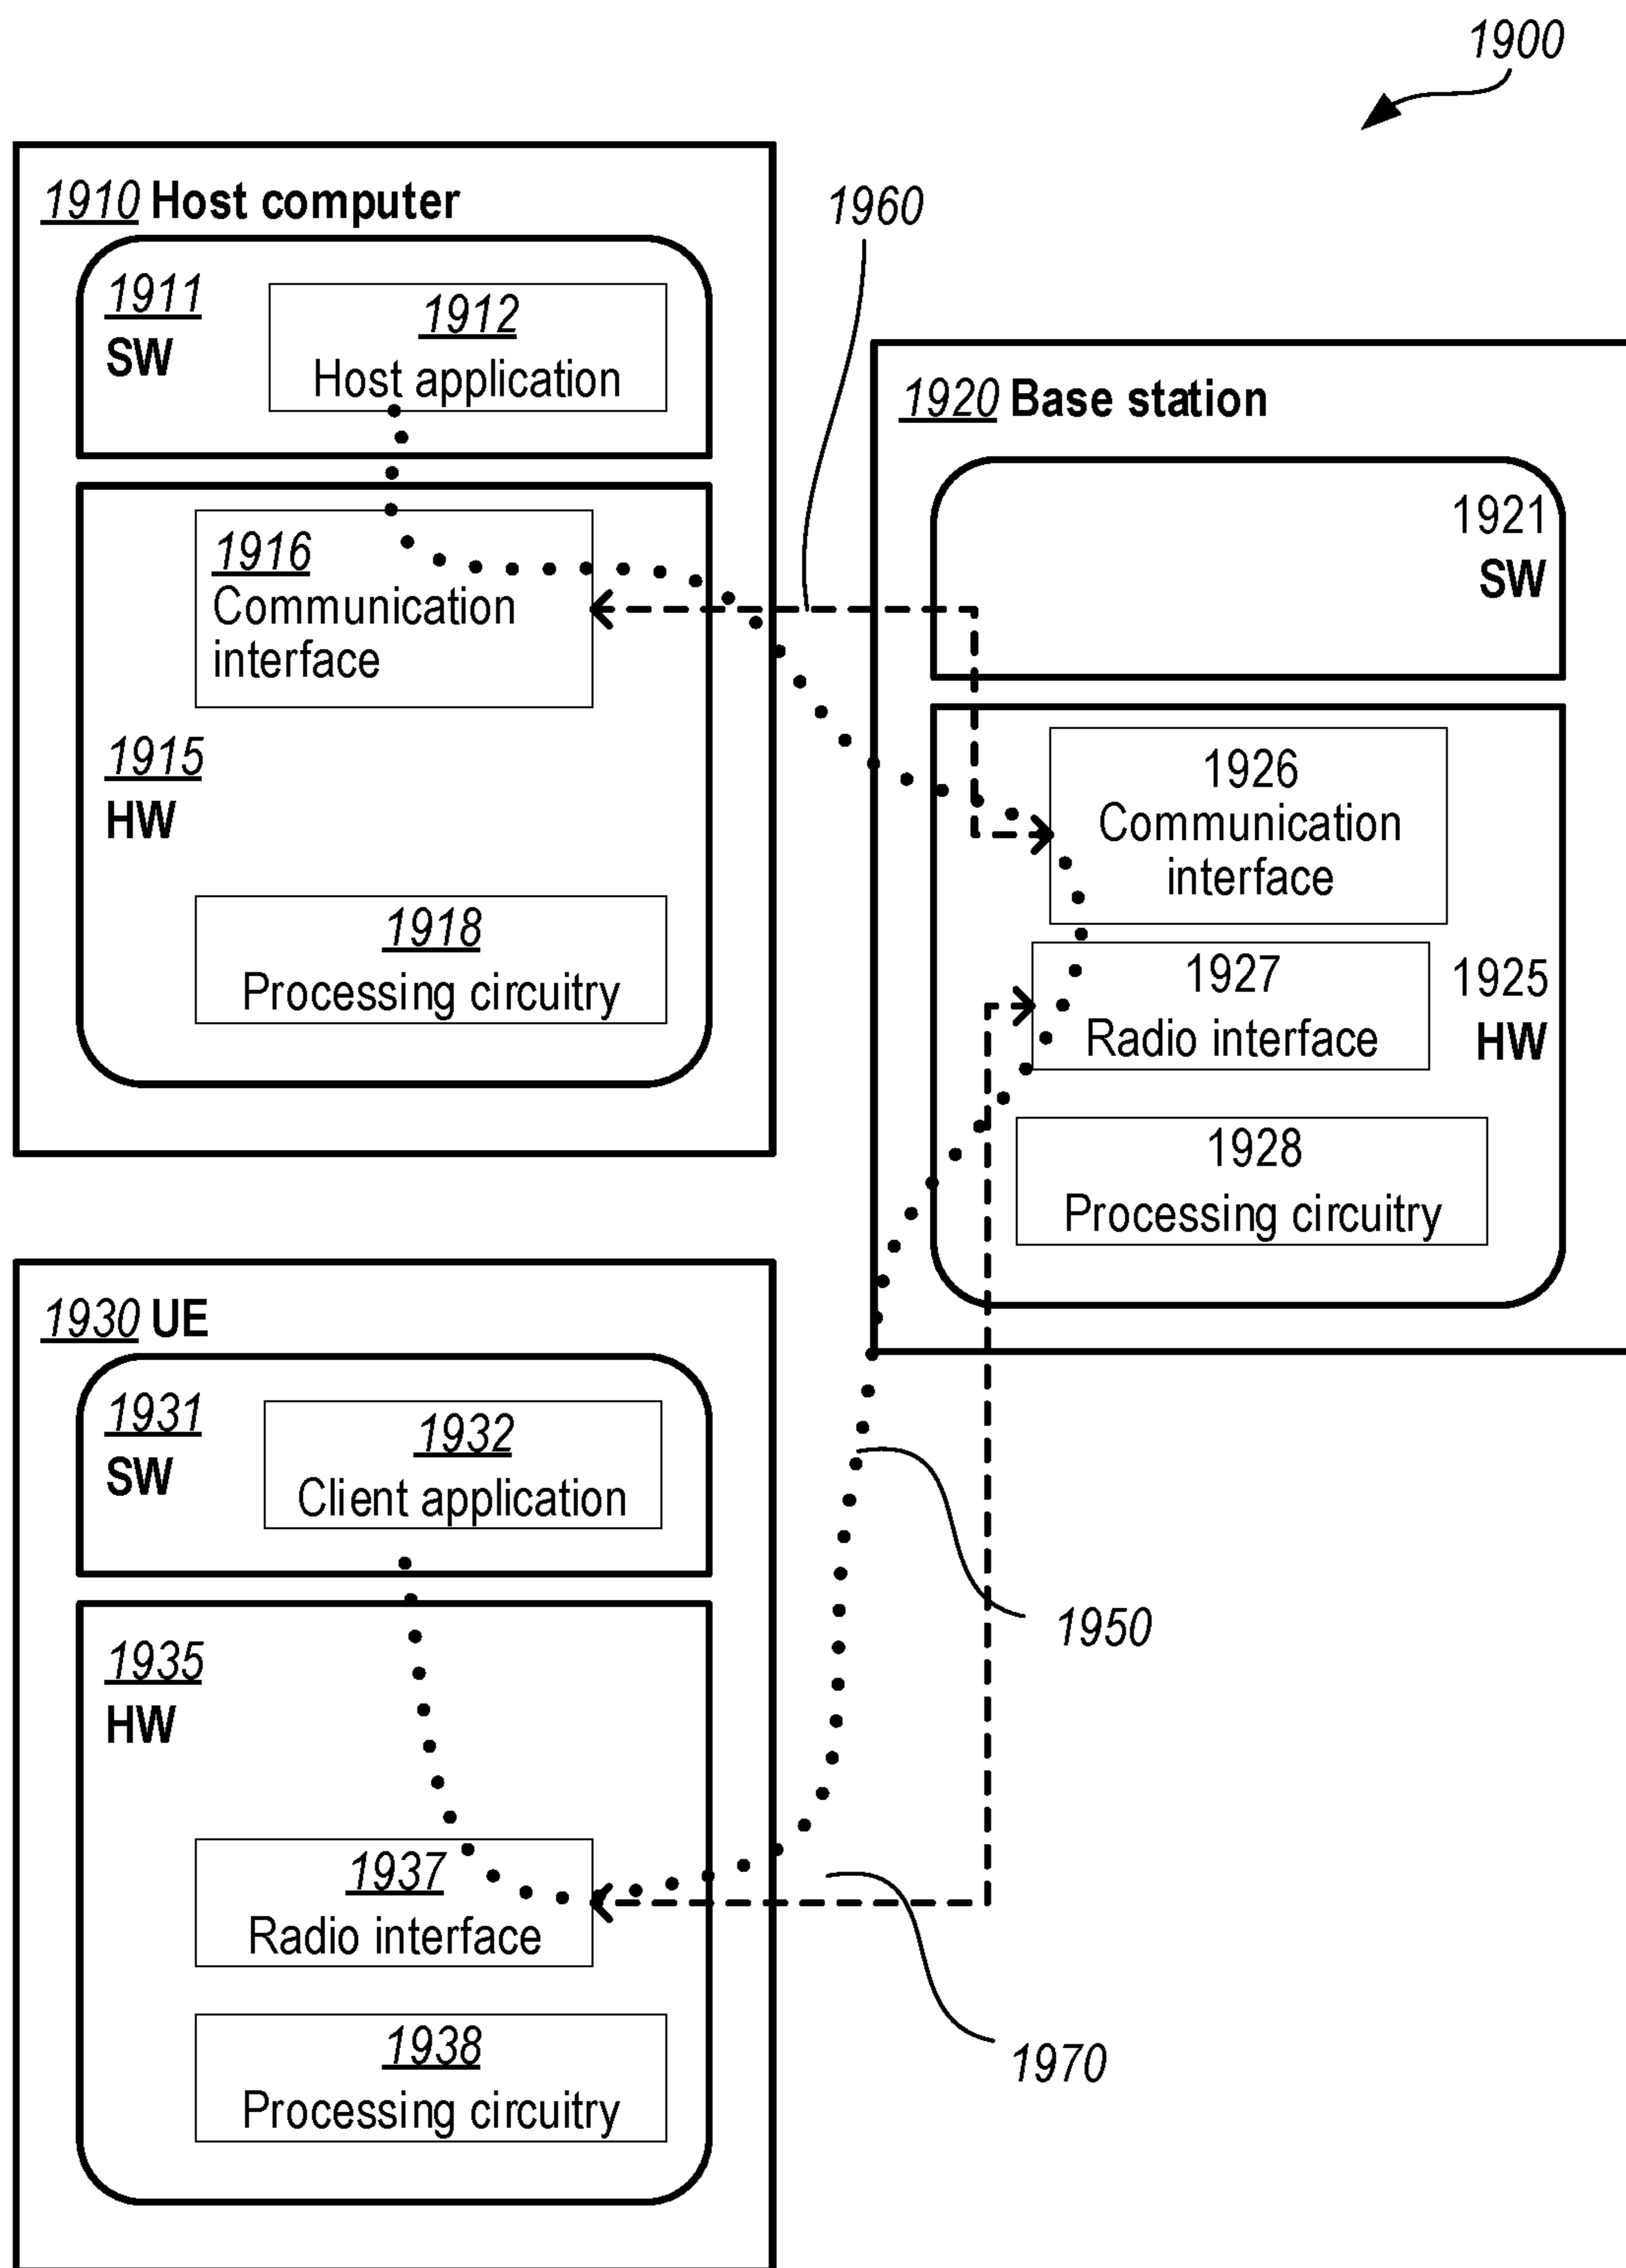 1900
1910 Host computer
1911
SW
1912
Host application
1916
Communication
interface
1915
HW
1918
Processing circuitry
1960
1920 Base station
1921
SW
1926
Communication
interface
1927
Radio interface
1925
HW
1928
Processing circuitry
1930 UE
1931
SW
1932
Client application
1935
HW
1937
Radio interface
1938
Processing circuitry
1950
1970